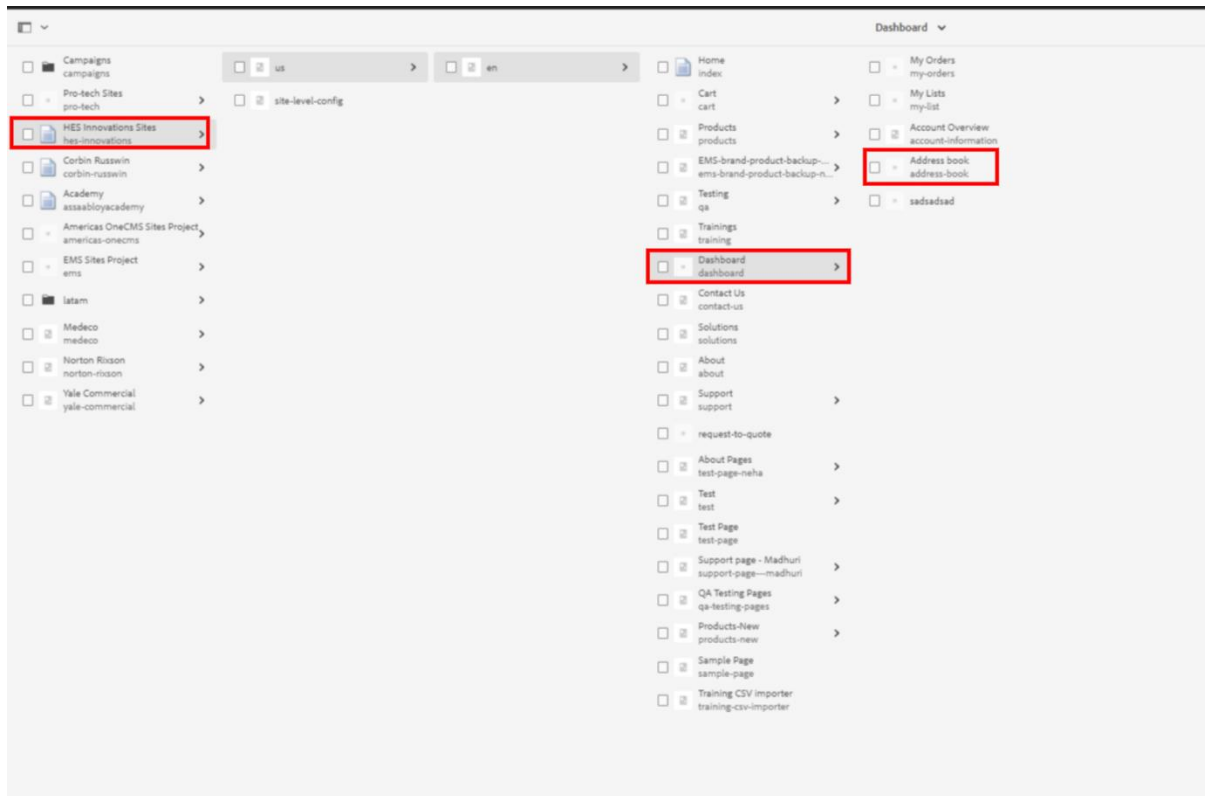 Dashboard
Campaigns
campaigns
Pro-tech Sites
pro-tech
HES Innovations Sites
hes-innovations
Corbin Russwin
corbin-russwin
Academy
assaabloyacademy
Americas OneCMS Sites Project
americas-onecms
EMS Sites Project
ems
latam
Medeco
medeco
Norton Rixson
norton-rixson
Yale Commercial
yale-commercial
us
site-level-config
en
Home
index
Cart
cart
Products
products
EMS-brand-product-backup-...
ems-brand-product-backup-n...
Testing
qa
Trainings
training
Dashboard
dashboard
Contact Us
contact-us
Solutions
solutions
About
about
Support
support
request-to-quote
About Pages
test-page-neha
Test
test
Test Page
test-page
Support page - Madhuri
support-page---madhuri
QA Testing Pages
qa-testing-pages
Products-New
products-new
Sample Page
sample-page
Training CSV importer
training-csv-importer
My Orders
my-orders
My Lists
my-list
Account Overview
account-information
Address book
address-book
sadsadsad